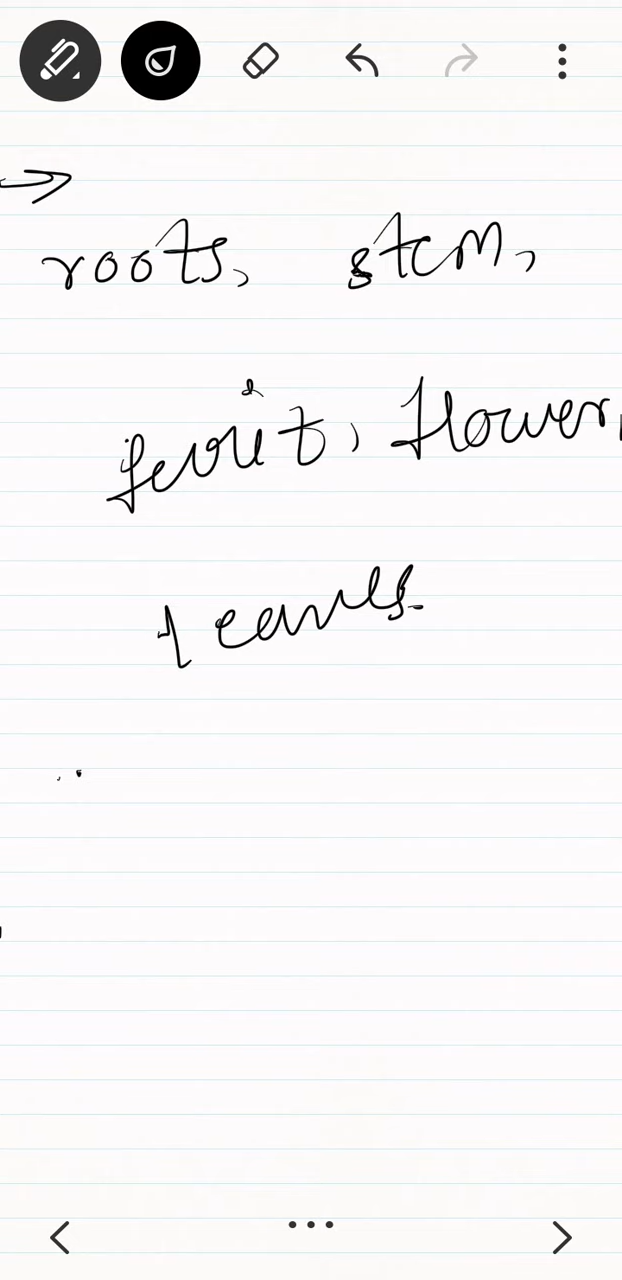 →
roots, stem,
fruit, flower,
leaves.